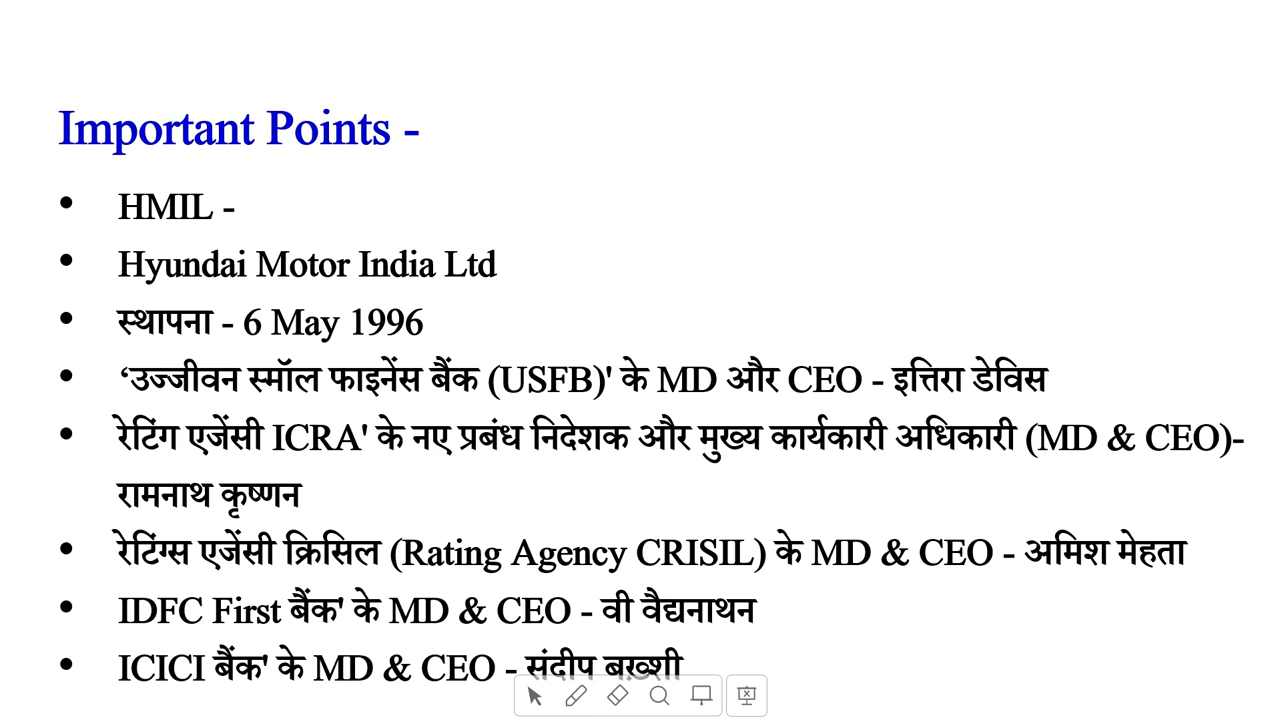 Important Points -
• HMIL -
• Hyundai Motor India Ltd
• स्थापना - 6 May 1996
• ‘उज्जीवन स्मॉल फाइनेंस बैंक (USFB)' के MD और CEO - इत्तिरा डेविस
• रेटिंग एजेंसी ICRA' के नए प्रबंध निदेशक और मुख्य कार्यकारी अधिकारी (MD & CEO)-
रामनाथ कृष्णन
• रेटिंग्स एजेंसी क्रिसिल (Rating Agency CRISIL) के MD & CEO - अमिश मेहता
• IDFC First बैंक' के MD & CEO - वी वैद्यनाथन
• ICICI बैंक' के MD & CEO - संदीप बख़्शी